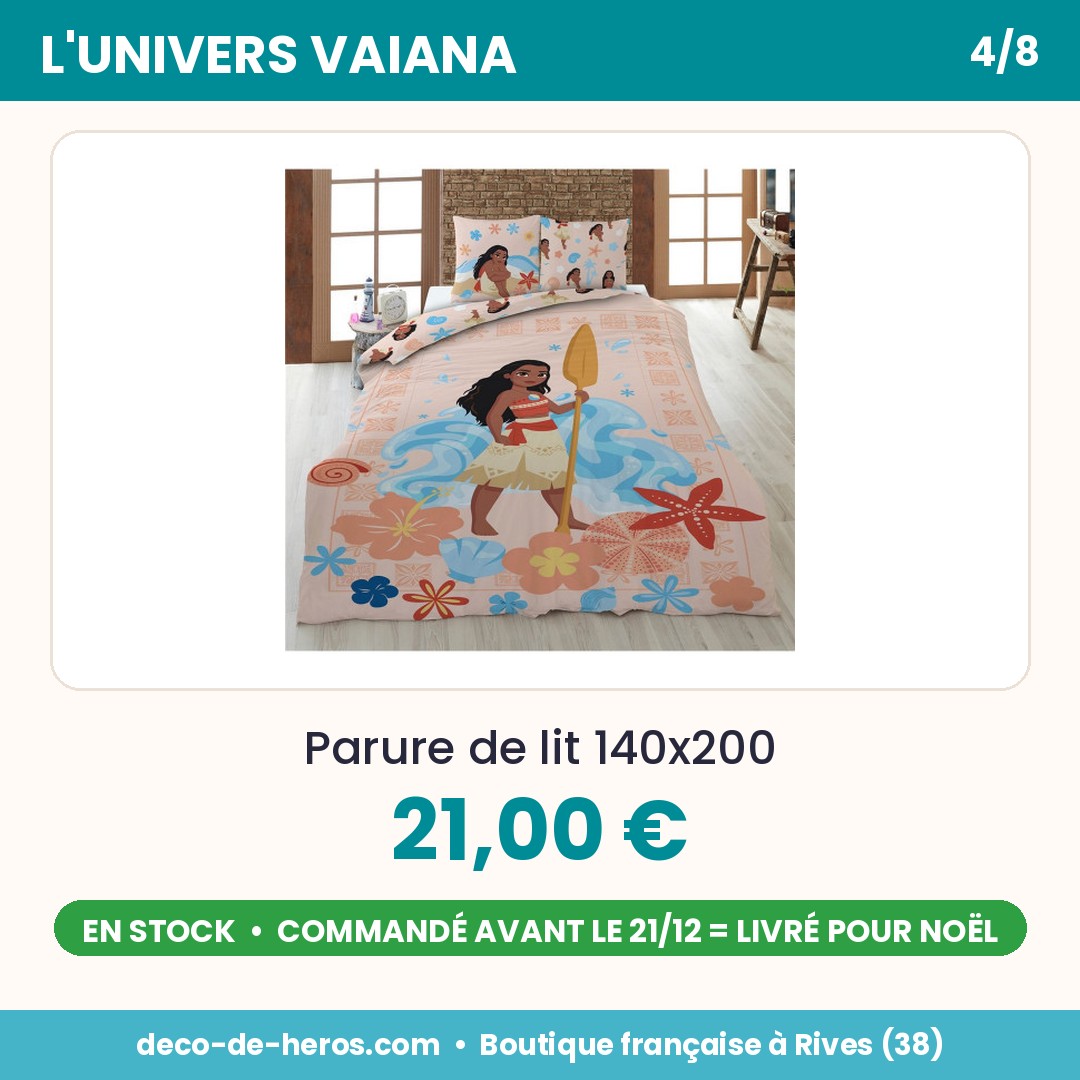 L'UNIVERS VAIANA
4/8
Parure de lit 140x200
21,00 €
EN STOCK • COMMANDÉ AVANT LE 21/12 = LIVRÉ POUR NOËL
deco-de-heros.com • Boutique française à Rives (38)